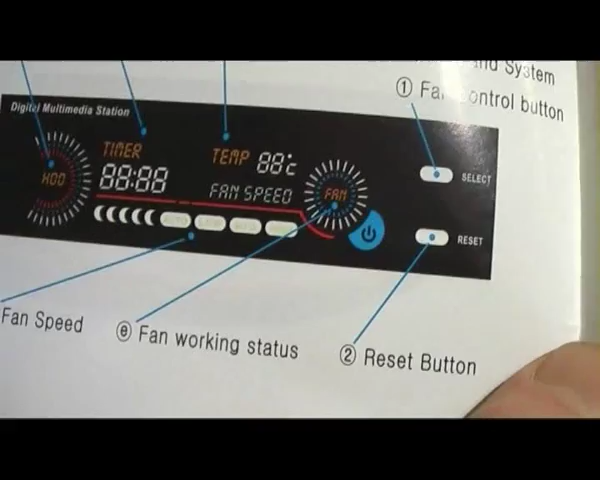 and System
① Fan Control button
Digital Multimedia Station
TIMER
TEMP 88°c
HDD
88:88
FAN SPEED
FAN
SELECT
RESET
Fan Speed
ⓔ Fan working status
② Reset Button